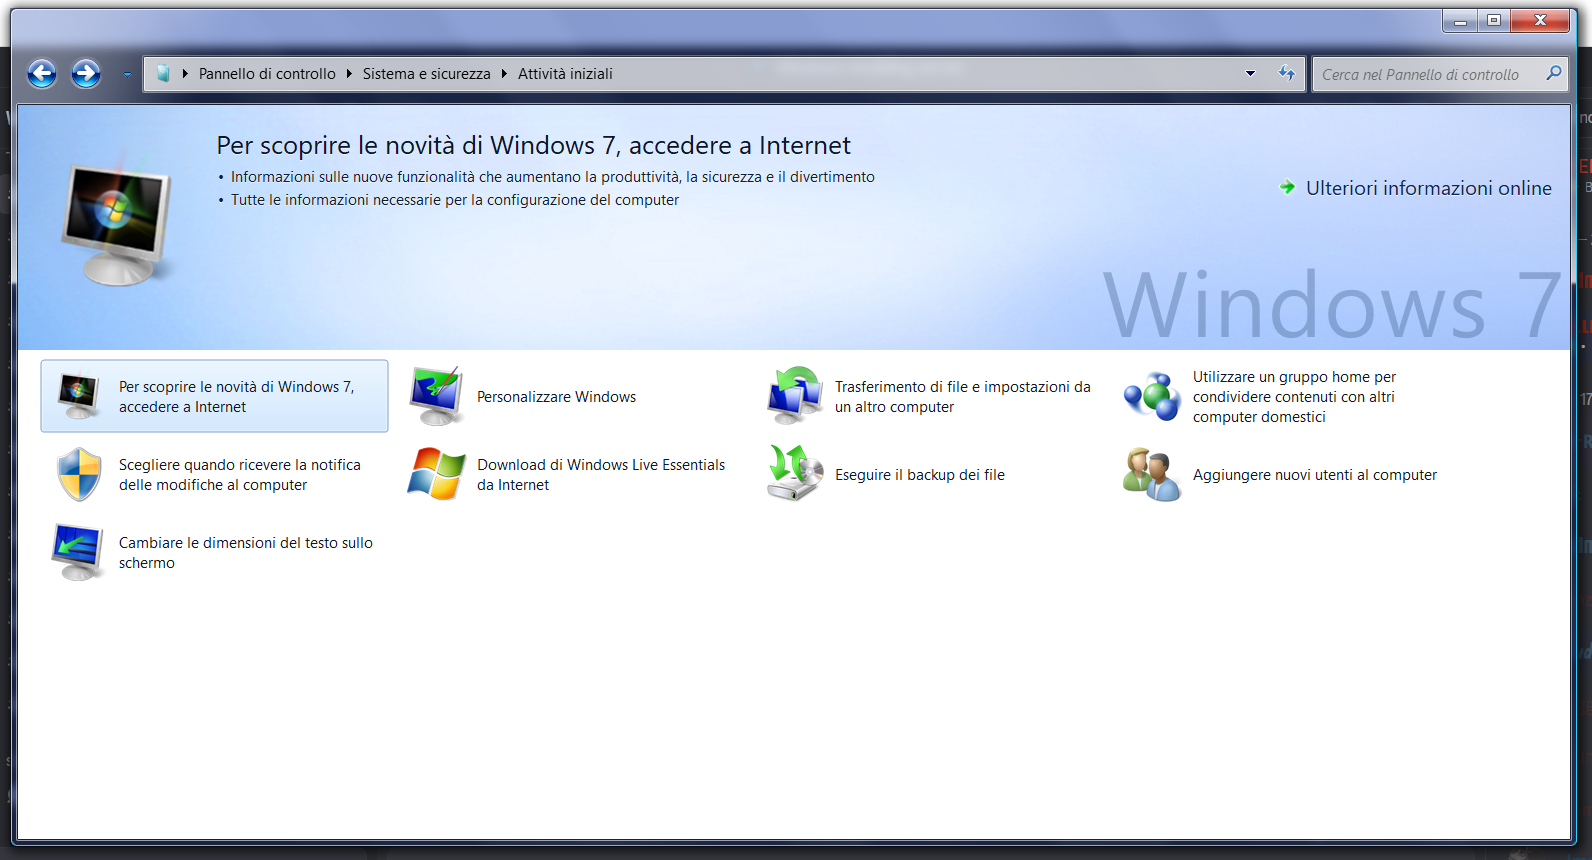 Pannello di controllo Sistema e sicurezza Attività iniziali
Cerca nel Pannello di controllo
Per scoprire le novità di Windows 7, accedere a Internet
• Informazioni sulle nuove funzionalità che aumentano la produttività, la sicurezza e il divertimento
• Tutte le informazioni necessarie per la configurazione del computer
Ulteriori informazioni online
Windows 7
Per scoprire le novità di Windows 7,
accedere a Internet
Personalizzare Windows
Trasferimento di file e impostazioni da
un altro computer
Utilizzare un gruppo home per
condividere contenuti con altri
computer domestici
Scegliere quando ricevere la notifica
delle modifiche al computer
Download di Windows Live Essentials
da Internet
Eseguire il backup dei file
Aggiungere nuovi utenti al computer
Cambiare le dimensioni del testo sullo
schermo